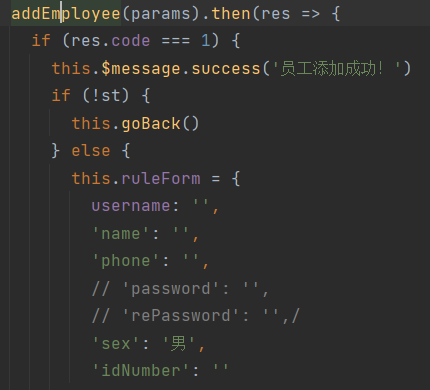 addEmployee(params).then(res => {
if (res.code === 1) {
this.$message.success('员工添加成功！')
if (!st) {
this.goBack()
} else {
this.ruleForm = {
username: '',
'name': '',
'phone': '',
// 'password': '',
// 'rePassword': '',/
'sex': '男',
'idNumber': ''